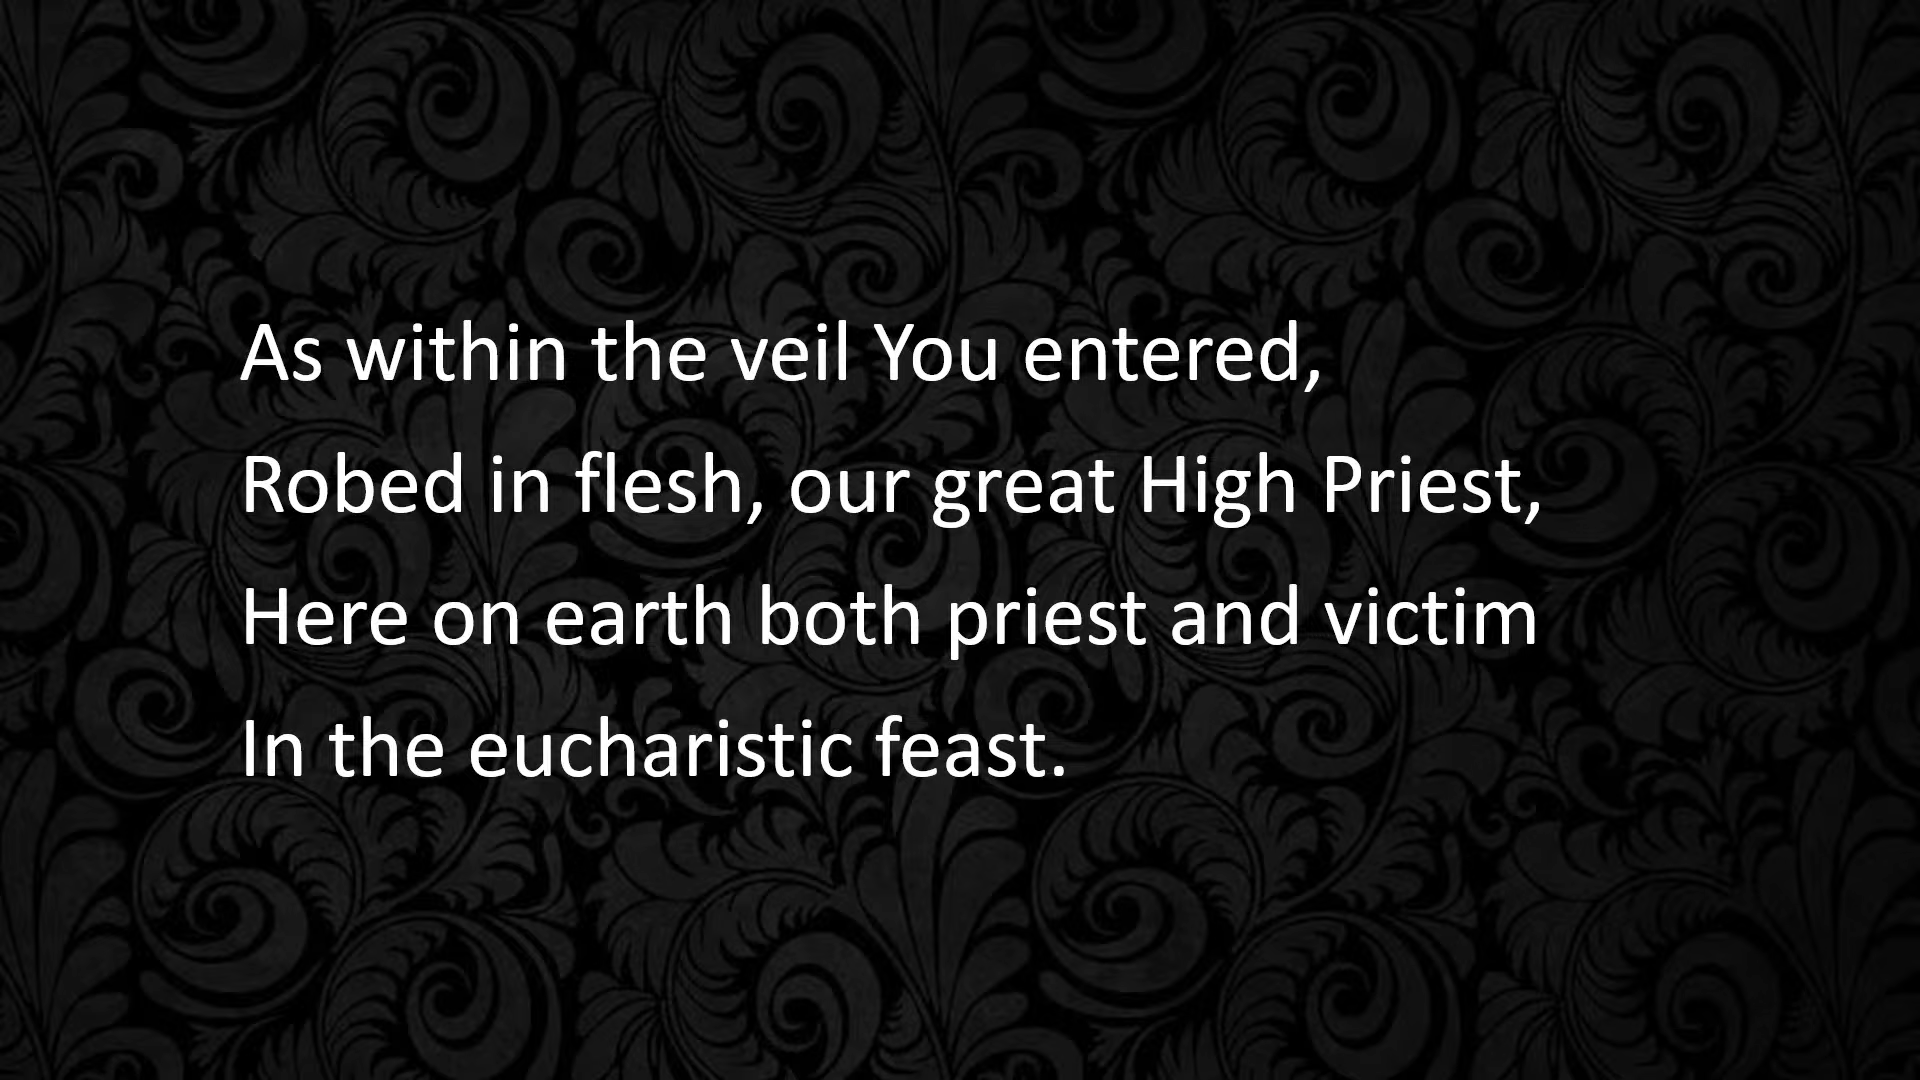 As within the veil You entered,
Robed in flesh, our great High Priest,
Here on earth both priest and victim
In the eucharistic feast.